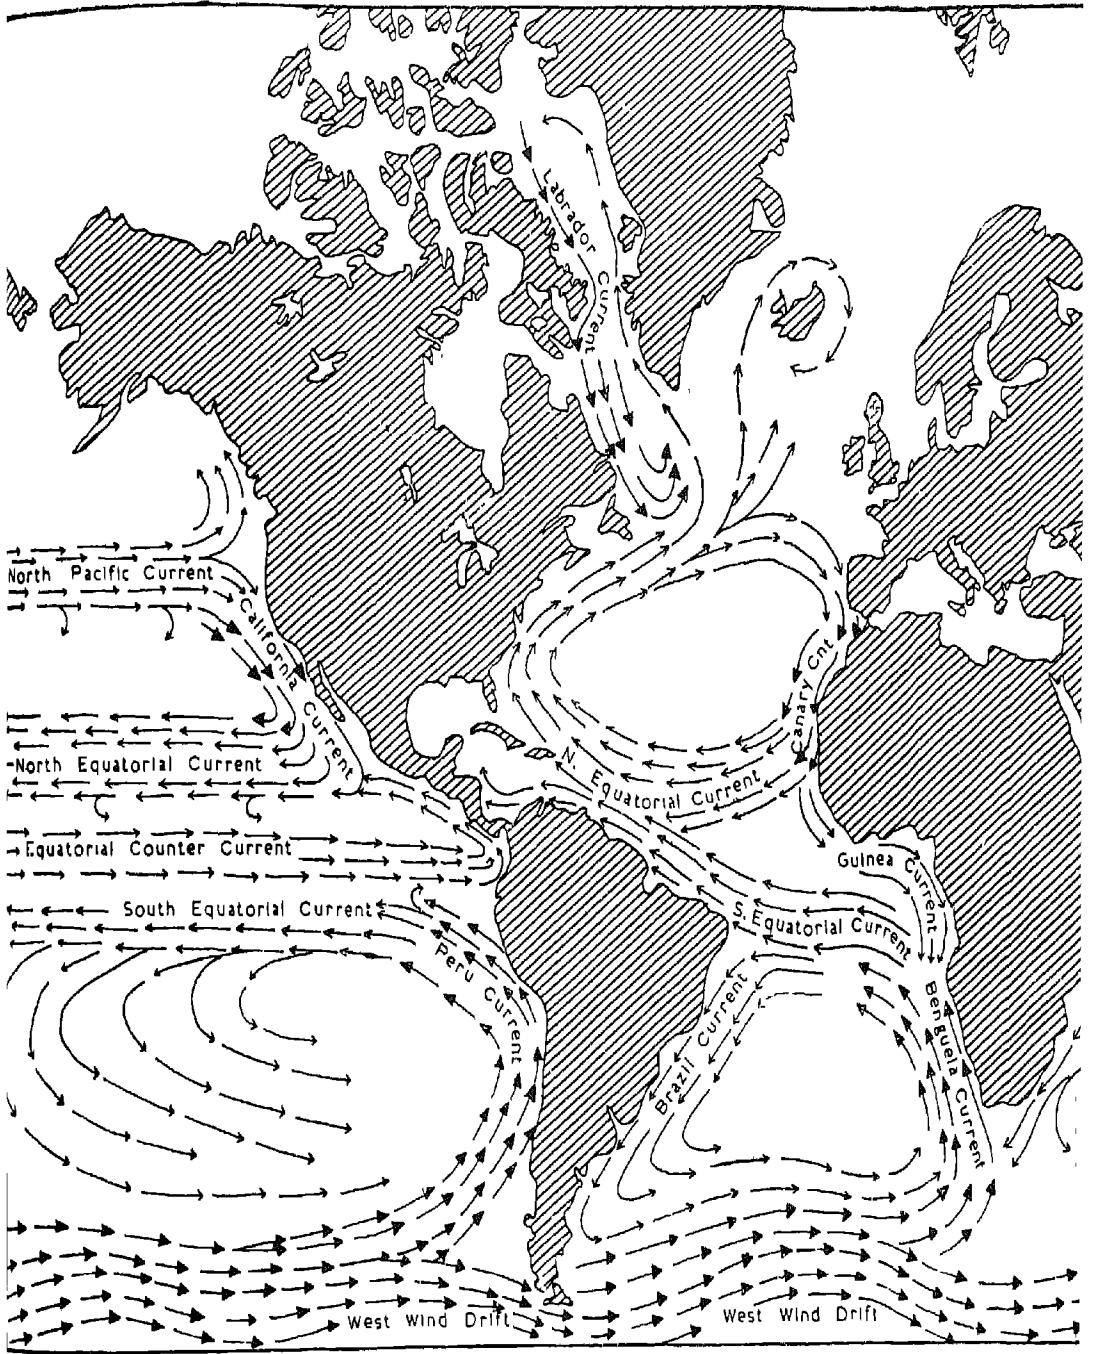 Labrador Current
North Pacific Current
California Current
Canary Cnt
North Equatorial Current
N. Equatorial Current
Equatorial Counter Current
Guinea Current
South Equatorial Current
S. Equatorial Current
Peru Current
Brazil Current
Benguela Current
West Wind Drift
West Wind Drift